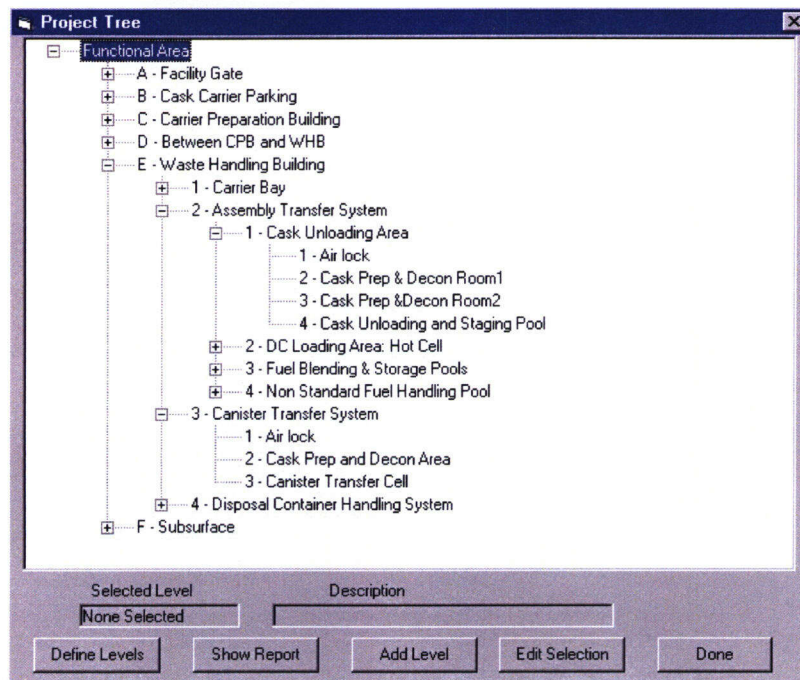 Project Tree
Functional Area
A - Facility Gate
B - Cask Carrier Parking
C - Carrier Preparation Building
D - Between CPB and WHB
E - Waste Handling Building
1 - Carrier Bay
2 - Assembly Transfer System
1 - Cask Unloading Area
1 - Air lock
2 - Cask Prep & Decon Room1
3 - Cask Prep &Decon Room2
4 - Cask Unloading and Staging Pool
2 - DC Loading Area: Hot Cell
3 - Fuel Blending & Storage Pools
4 - Non Standard Fuel Handling Pool
3 - Canister Transfer System
1 - Air lock
2 - Cask Prep and Decon Area
3 - Canister Transfer Cell
4 - Disposal Container Handling System
F - Subsurface
Selected Level Description
None Selected
Define Levels Show Report Add Level Edit Selection Done